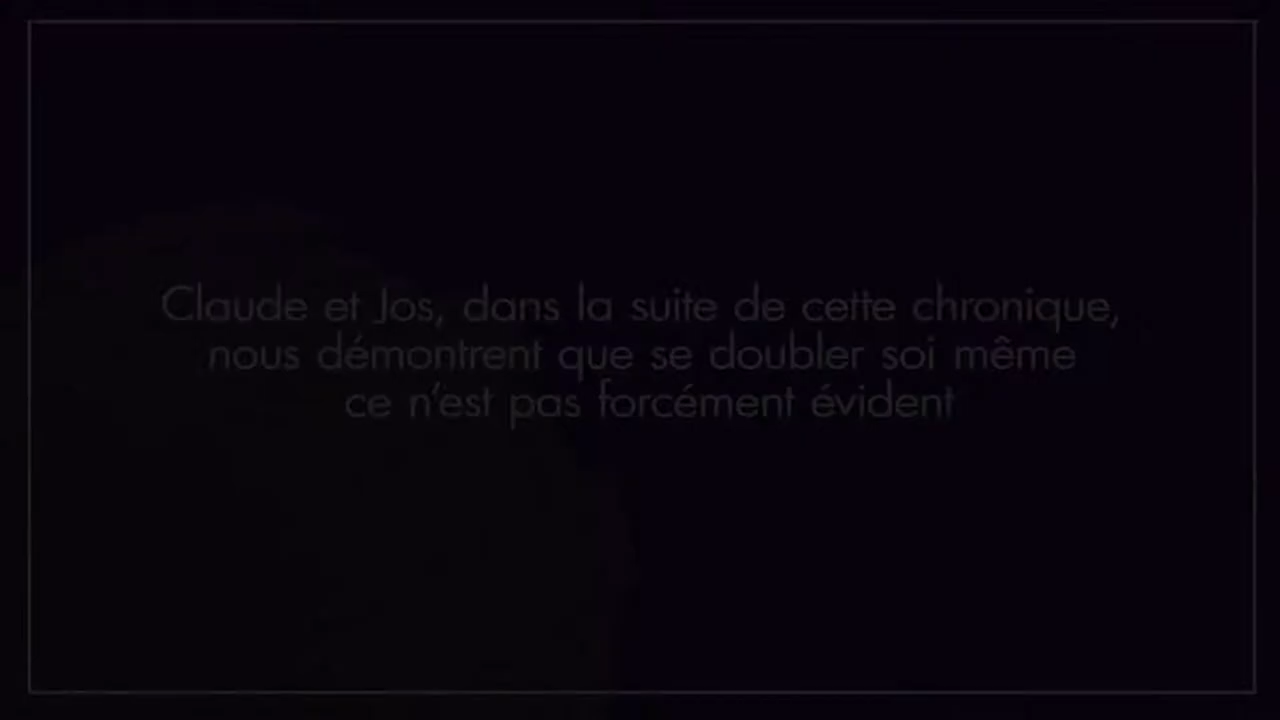 Claude et Jos, dans la suite de cette chronique,
nous démontrent que se doubler soi même
ce n'est pas forcément évident